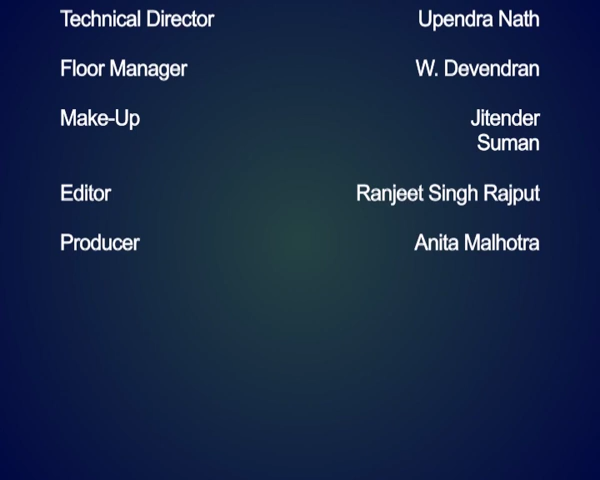 Technical Director Upendra Nath
Floor Manager W. Devendran
Make-Up Jitender
Suman
Editor Ranjeet Singh Rajput
Producer Anita Malhotra